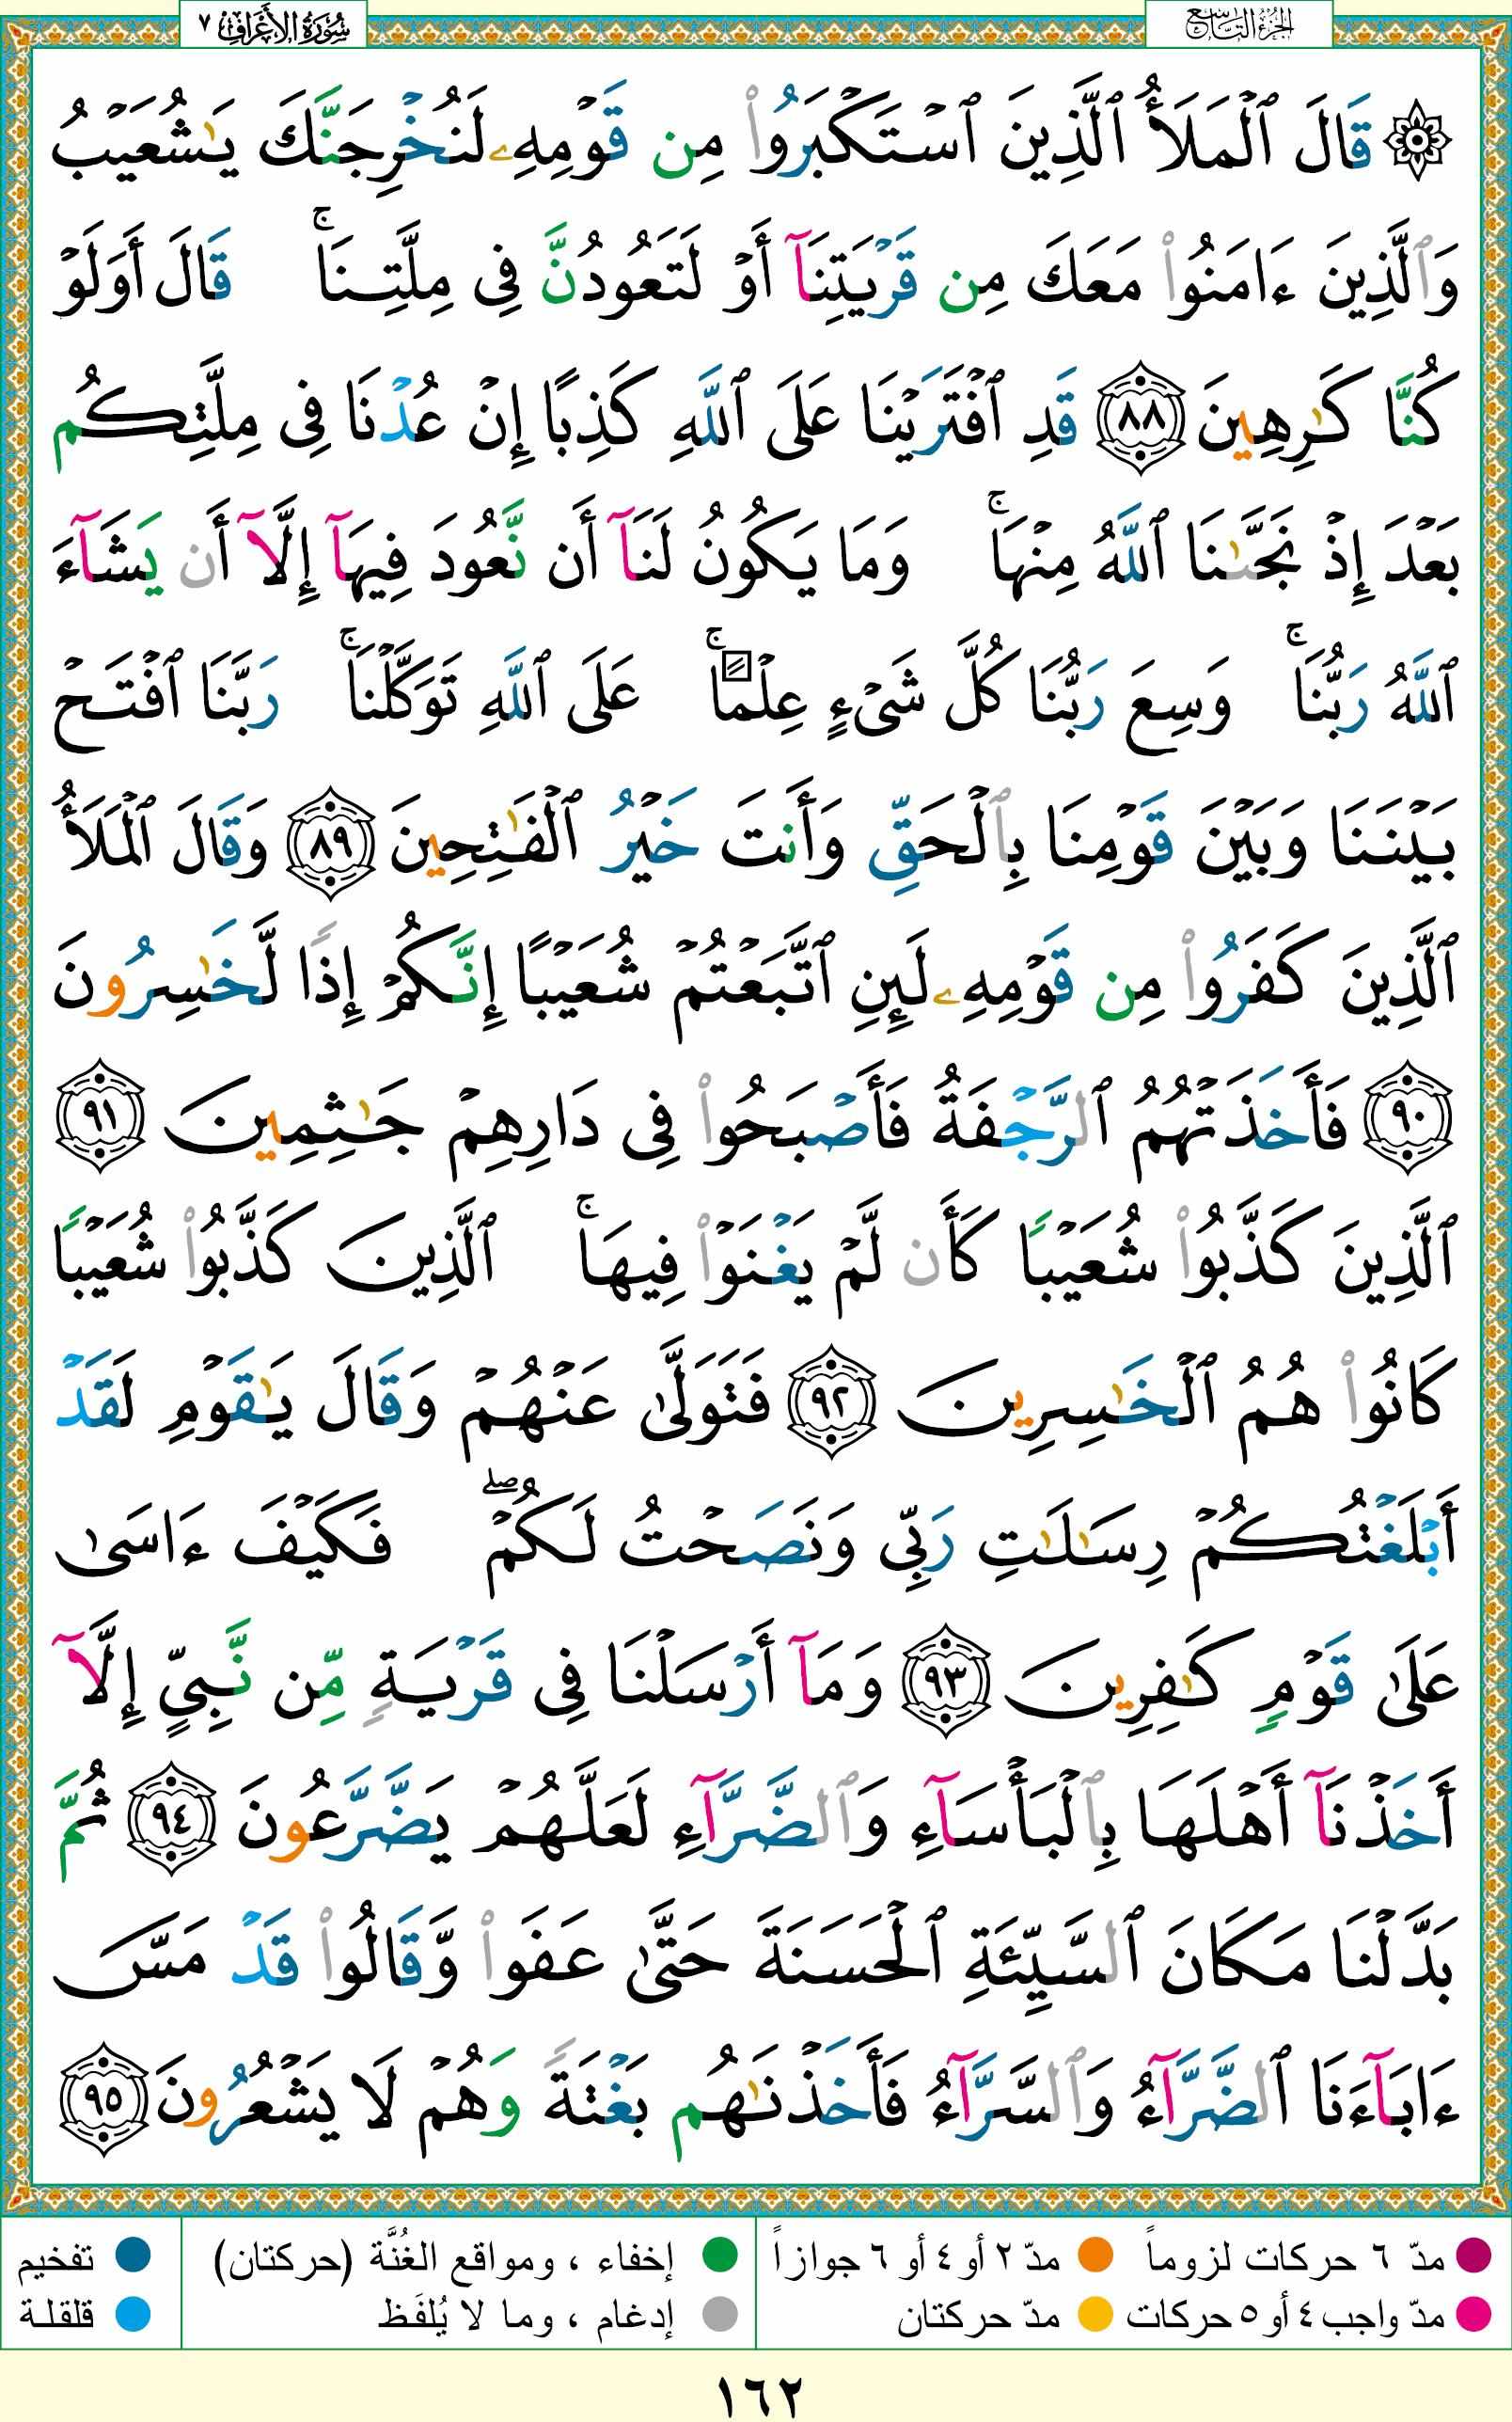 الجزء التاسع
سُورَةُ الأَعْرَافِ ٧
۞ قَالَ ٱلْمَلَأُ ٱلَّذِينَ ٱسْتَكْبَرُوا۟ مِن قَوْمِهِۦ لَنُخْرِجَنَّكَ يَـٰشُعَيْبُ
وَٱلَّذِينَ ءَامَنُوا۟ مَعَكَ مِن قَرْيَتِنَآ أَوْ لَتَعُودُنَّ فِى مِلَّتِنَا ۚ قَالَ أَوَلَوْ
كُنَّا كَـٰرِهِينَ ٨٨ قَدِ ٱفْتَرَيْنَا عَلَى ٱللَّهِ كَذِبًا إِنْ عُدْنَا فِى مِلَّتِكُم
بَعْدَ إِذْ نَجَّىٰنَا ٱللَّهُ مِنْهَا ۚ وَمَا يَكُونُ لَنَآ أَن نَّعُودَ فِيهَآ إِلَّآ أَن يَشَآءَ
ٱللَّهُ رَبُّنَا ۚ وَسِعَ رَبُّنَا كُلَّ شَىْءٍ عِلْمًا ۚ عَلَى ٱللَّهِ تَوَكَّلْنَا ۚ رَبَّنَا ٱفْتَحْ
بَيْنَنَا وَبَيْنَ قَوْمِنَا بِٱلْحَقِّ وَأَنتَ خَيْرُ ٱلْفَـٰتِحِينَ ٨٩ وَقَالَ ٱلْمَلَأُ
ٱلَّذِينَ كَفَرُوا۟ مِن قَوْمِهِۦ لَئِنِ ٱتَّبَعْتُمْ شُعَيْبًا إِنَّكُمْ إِذًا لَّخَـٰسِرُونَ
٩٠ فَأَخَذَتْهُمُ ٱلرَّجْفَةُ فَأَصْبَحُوا۟ فِى دَارِهِمْ جَـٰثِمِينَ ٩١
ٱلَّذِينَ كَذَّبُوا۟ شُعَيْبًا كَأَن لَّمْ يَغْنَوْا۟ فِيهَا ۚ ٱلَّذِينَ كَذَّبُوا۟ شُعَيْبًا
كَانُوا۟ هُمُ ٱلْخَـٰسِرِينَ ٩٢ فَتَوَلَّىٰ عَنْهُمْ وَقَالَ يَـٰقَوْمِ لَقَدْ
أَبْلَغْتُكُمْ رِسَـٰلَـٰتِ رَبِّى وَنَصَحْتُ لَكُمْ ۖ فَكَيْفَ ءَاسَىٰ
عَلَىٰ قَوْمٍ كَـٰفِرِينَ ٩٣ وَمَآ أَرْسَلْنَا فِى قَرْيَةٍ مِّن نَّبِىٍّ إِلَّآ
أَخَذْنَآ أَهْلَهَا بِٱلْبَأْسَآءِ وَٱلضَّرَّآءِ لَعَلَّهُمْ يَضَّرَّعُونَ ٩٤ ثُمَّ
بَدَّلْنَا مَكَانَ ٱلسَّيِّئَةِ ٱلْحَسَنَةَ حَتَّىٰ عَفَوا۟ وَّقَالُوا۟ قَدْ مَسَّ
ءَابَآءَنَا ٱلضَّرَّآءُ وَٱلسَّرَّآءُ فَأَخَذْنَـٰهُم بَغْتَةً وَهُمْ لَا يَشْعُرُونَ ٩٥
مدّ ٦ حركات لزوماً مدّ ٢ أو ٤ أو ٦ جوازاً إخفاء ، ومواقع الغُنَّة (حركتان) تفخيم
مدّ واجب ٤ أو ٥ حركات مدّ حركتان إدغام ، وما لا يُلفَظ قلقلة
١٦٢